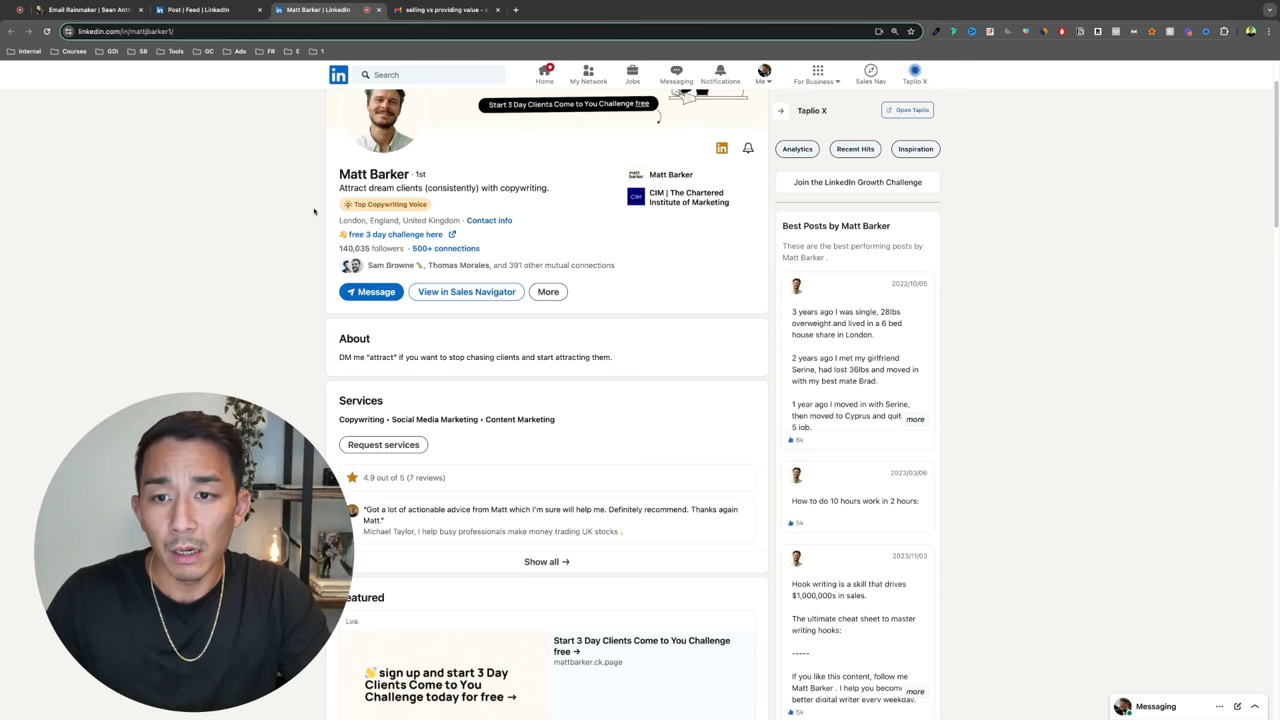 Email Rainmaker | Sean Anth
Post | Feed | LinkedIn
Matt Barker | LinkedIn
selling vs providing value –
linkedin.com/in/mattjbarker1/
Internal
Courses
GDI
SB
Tools
GC
Ads
FR
E
1
Search
Home
My Network
Jobs
Messaging
Notifications
Me
For Business
Sales Nav
Taplio X
Start 3 Day Clients Come to You Challenge free
Matt Barker · 1st
Attract dream clients (consistently) with copywriting.
Top Copywriting Voice
London, England, United Kingdom · Contact info
free 3 day challenge here
140,035 followers · 500+ connections
Sam Browne, Thomas Morales, and 391 other mutual connections
Message
View in Sales Navigator
More
matt barker
Matt Barker
CIM
CIM | The Chartered
Institute of Marketing
About
DM me "attract" if you want to stop chasing clients and start attracting them.
Services
Copywriting • Social Media Marketing • Content Marketing
Request services
4.9 out of 5 (7 reviews)
"Got a lot of actionable advice from Matt which I'm sure will help me. Definitely recommend. Thanks again
Matt."
Michael Taylor, I help busy professionals make money trading UK stocks
Show all →
eatured
Link
sign up and start 3 Day
Clients Come to You
Challenge today for free →
Start 3 Day Clients Come to You Challenge
free →
mattbarker.ck.page
Taplio X
Open Taplio
Analytics
Recent Hits
Inspiration
Join the LinkedIn Growth Challenge
Best Posts by Matt Barker
These are the best performing posts by
Matt Barker .
2022/10/05
3 years ago I was single, 28lbs
overweight and lived in a 6 bed
house share in London.
2 years ago I met my girlfriend
Serine, had lost 36lbs and moved in
with my best mate Brad.
1 year ago I moved in with Serine,
then moved to Cyprus and quit
5 job.
more
6k
2023/03/06
How to do 10 hours work in 2 hours:
5k
2023/11/03
Hook writing is a skill that drives
$1,000,000s in sales.
The ultimate cheat sheet to master
writing hooks:
-----
If you like this content, follow me
Matt Barker . I help you become
better digital writer every weekday.
more
5k
Messaging